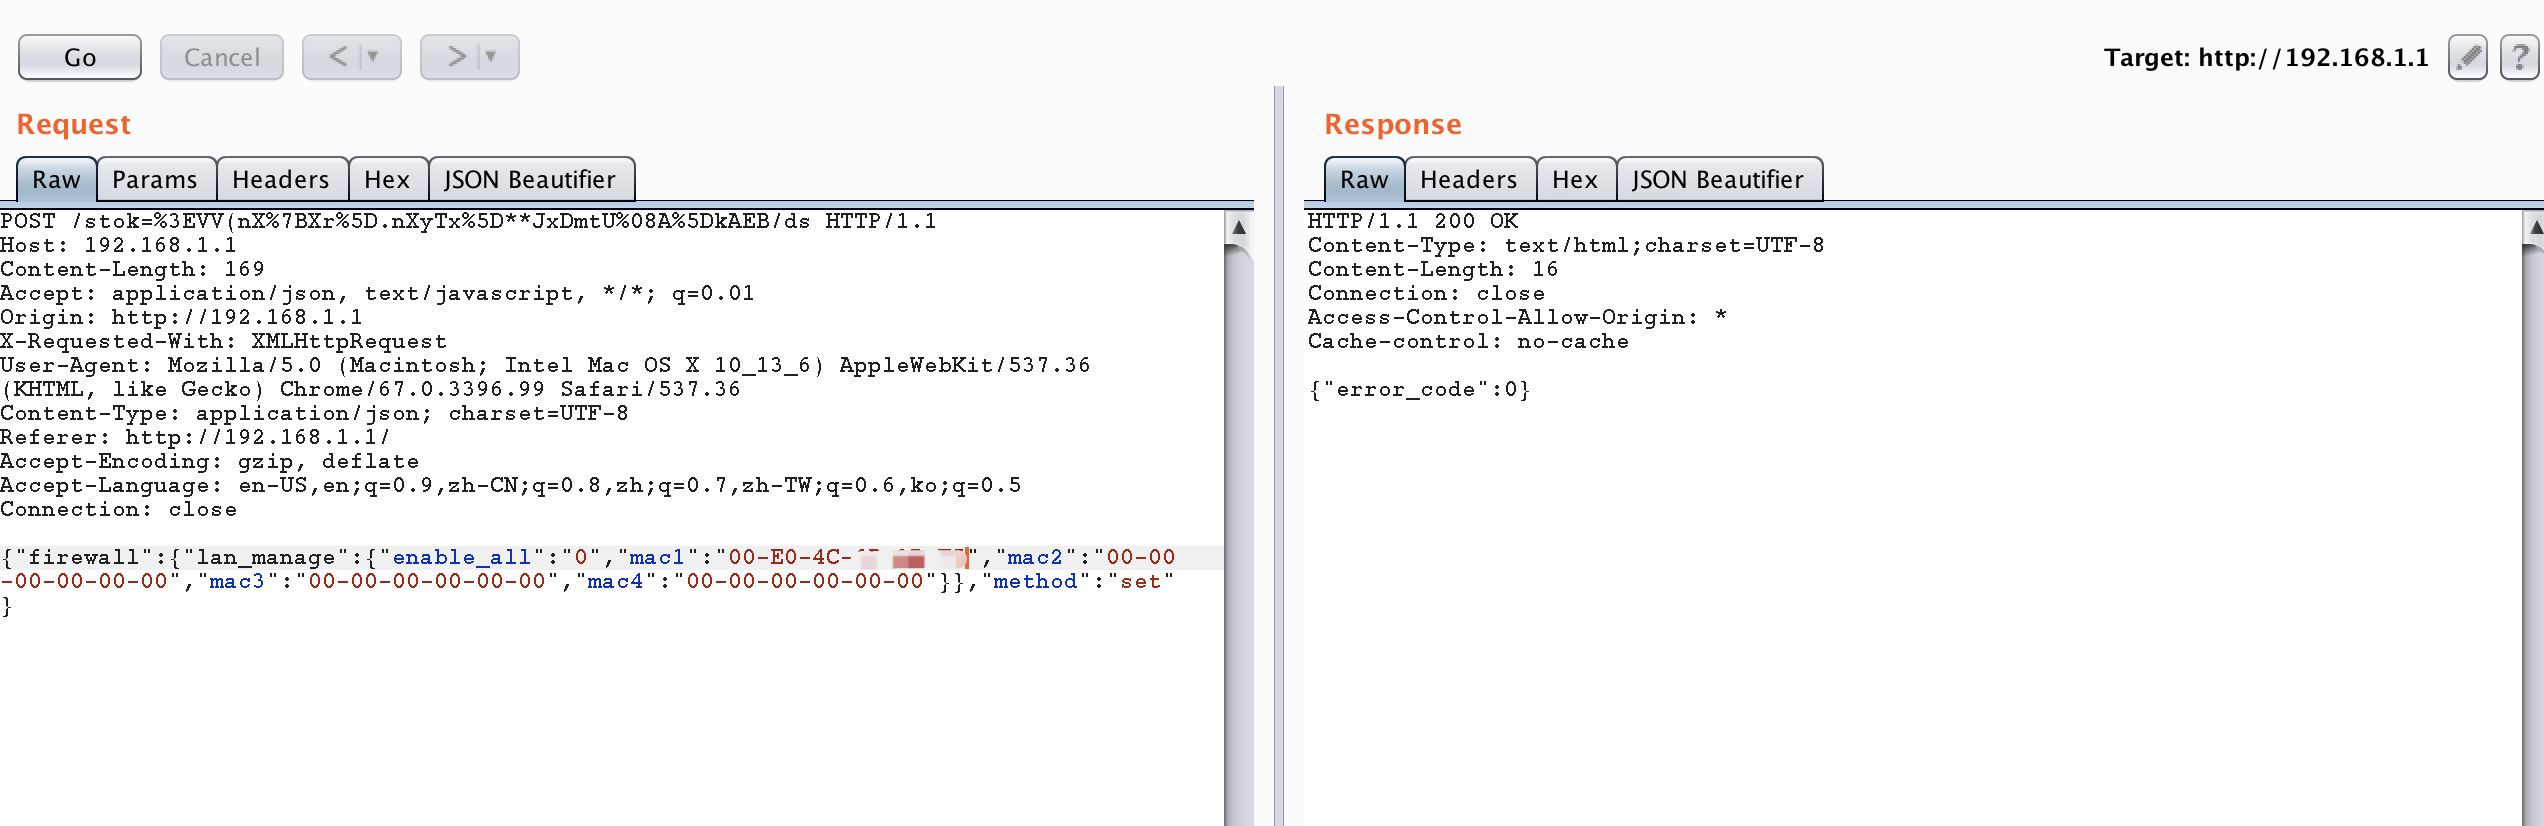 Go Cancel < >
Target: http://192.168.1.1 ?
Request
Raw Params Headers Hex JSON Beautifier
POST /stok=%3EVV(nX%7BXr%5D.nXyTx%5D**JxDmtU%08A%5DkAEB/ds HTTP/1.1
Host: 192.168.1.1
Content-Length: 169
Accept: application/json, text/javascript, */*; q=0.01
Origin: http://192.168.1.1
X-Requested-With: XMLHttpRequest
User-Agent: Mozilla/5.0 (Macintosh; Intel Mac OS X 10_13_6) AppleWebKit/537.36
(KHTML, like Gecko) Chrome/67.0.3396.99 Safari/537.36
Content-Type: application/json; charset=UTF-8
Referer: http://192.168.1.1/
Accept-Encoding: gzip, deflate
Accept-Language: en-US,en;q=0.9,zh-CN;q=0.8,zh;q=0.7,zh-TW;q=0.6,ko;q=0.5
Connection: close
{"firewall":{"lan_manage":{"enable_all":"0","mac1":"00-E0-4C- ","mac2":"00-00
-00-00-00-00","mac3":"00-00-00-00-00-00","mac4":"00-00-00-00-00-00"}},"method":"set"
}
Response
Raw Headers Hex JSON Beautifier
HTTP/1.1 200 OK
Content-Type: text/html;charset=UTF-8
Content-Length: 16
Connection: close
Access-Control-Allow-Origin: *
Cache-control: no-cache
{"error_code":0}